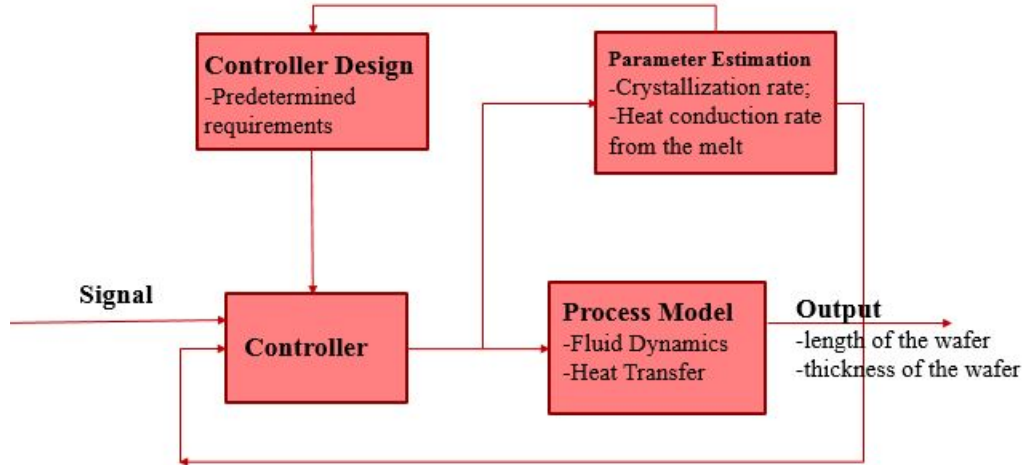 Controller Design
-Predetermined
requirements
Parameter Estimation
-Crystallization rate;
-Heat conduction rate
from the melt
Signal
Controller
Process Model
-Fluid Dynamics
-Heat Transfer
Output
-length of the wafer
-thickness of the wafer